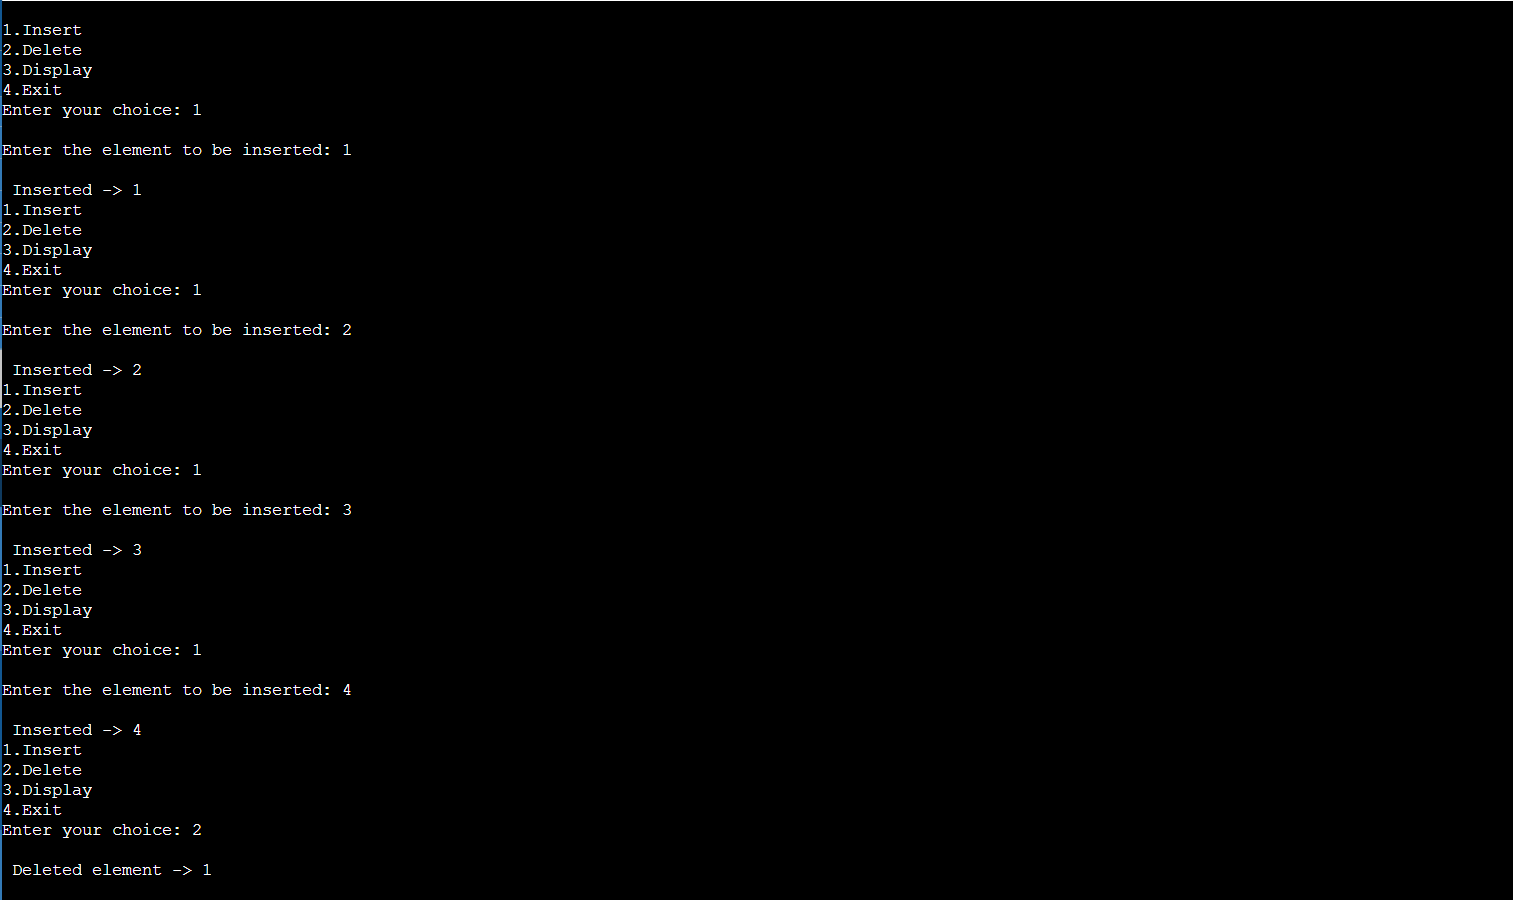 1.Insert
2.Delete
3.Display
4.Exit
Enter your choice: 1
Enter the element to be inserted: 1
Inserted -> 1
1.Insert
2.Delete
3.Display
4.Exit
Enter your choice: 1
Enter the element to be inserted: 2
Inserted -> 2
1.Insert
2.Delete
3.Display
4.Exit
Enter your choice: 1
Enter the element to be inserted: 3
Inserted -> 3
1.Insert
2.Delete
3.Display
4.Exit
Enter your choice: 1
Enter the element to be inserted: 4
Inserted -> 4
1.Insert
2.Delete
3.Display
4.Exit
Enter your choice: 2
Deleted element -> 1